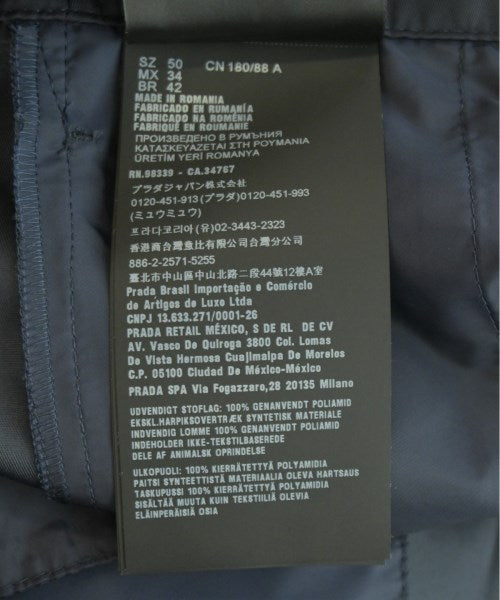 SZ 50 CN 180/88 A
MX 34
BR 42
MADE IN ROMANIA
FABRICADO EN RUMANÍA
FABRICADO NA ROMÉNIA
FABRIQUÉ EN ROUMANIE
ПРОИЗВЕДЕНО В РУМЪНИЯ
ΚΑΤΑΣΚΕΥΑΖΕΤΑΙ ΣΤΗ ΡΟΥΜΑΝΙΑ
ÜRETİM YERİ ROMANYA
RN.98339 - CA.34767
プラダジャパン株式会社
0120-451-913 (プラダ) 0120-451-993
(ミュウミュウ)
프라다코리아(유) 02-3443-2323
香港商台灣普比有限公司台灣分公司
886-2-2571-5255
臺北市中山區中山北路二段44號12樓A室
Prada Brasil Importação e Comércio
de Artigos de Luxo Ltda
CNPJ 13.633.271/0001-26
PRADA RETAIL MÉXICO, S DE RL DE CV
AV. Vasco De Quiroga 3800 Col. Lomas
De Vista Hermosa Cuajimalpa De Morelos
C.P. 05100 Ciudad De México-México
PRADA SPA Via Fogazzaro,28 20135 Milano
UDVENDIGT STOFLAG: 100% GENANVENDT POLIAMID
EKSKL.HARPIKSOVERTRÆK SYNTETISK MATERIALE
INDVENDIG LOMME 100% GENANVENDT POLIAMID
INDEHOLDER IKKE-TEKSTILBASEREDE
DELE AF ANIMALSK OPRINDELSE
ULKOPUOLI: 100% KIERRÄTETTYÄ POLYAMIDIA
PAITSI SYNTEETTISTÄ MATERIAALIA OLEVA HARTSAUS
TASKUPUSSI 100% KIERRÄTETTYÄ POLYAMIDIA
SISÄLTÄÄ MUUTA KUIN TEKSTIILIÄ OLEVIA
ELÄINPERÄISIÄ OSIA